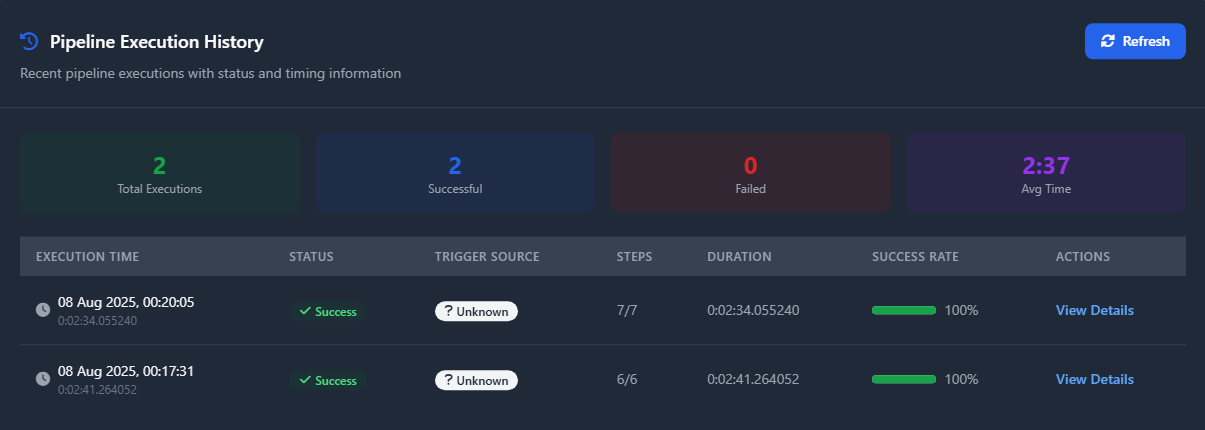 Pipeline Execution History
Refresh
Recent pipeline executions with status and timing information
2
Total Executions
2
Successful
0
Failed
2:37
Avg Time
EXECUTION TIME STATUS TRIGGER SOURCE STEPS DURATION SUCCESS RATE ACTIONS
08 Aug 2025, 00:20:05
0:02:34.055240
Success ? Unknown 7/7 0:02:34.055240 100% View Details
08 Aug 2025, 00:17:31
0:02:41.264052
Success ? Unknown 6/6 0:02:41.264052 100% View Details